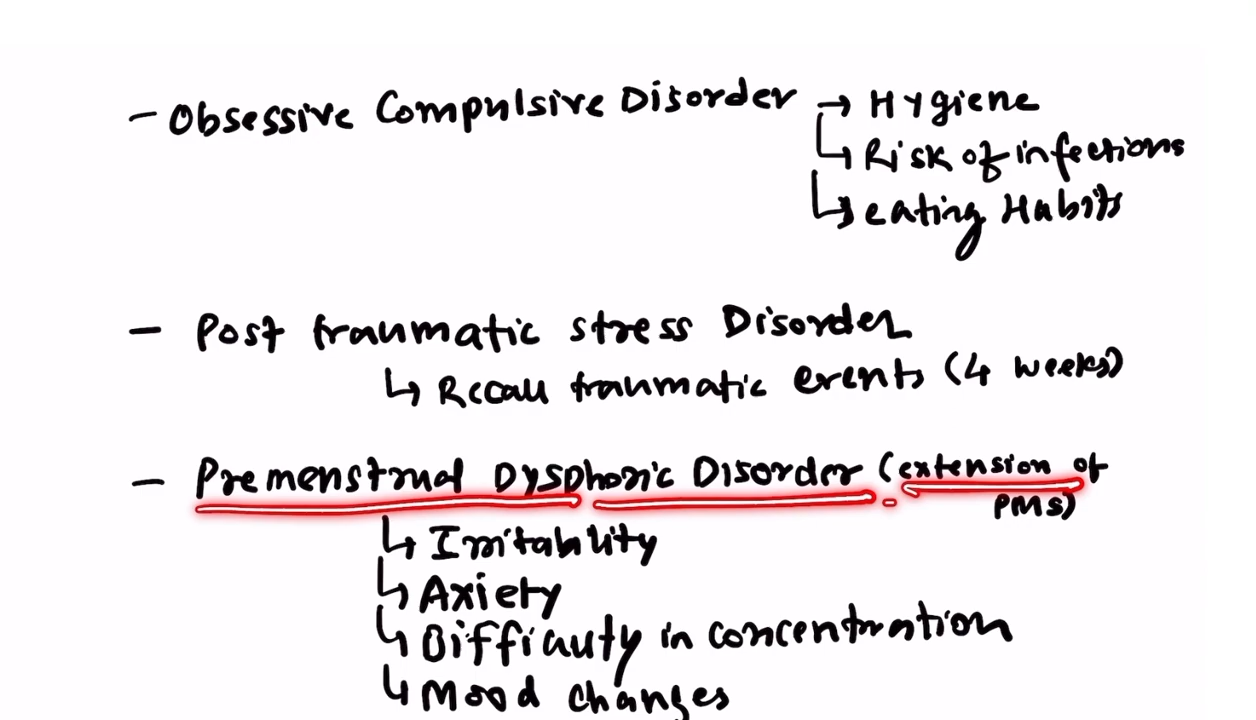 - Obsessive Compulsive Disorder → Hygiene
↳ Risk of infections
↳ eating Habits
- Post traumatic stress Disorder
↳ Recall traumatic events (4 weeks)
- Premenstrual Dysphoric Disorder (extension of
PMS)
↳ Irritability
↳ Axiety
↳ Difficulty in concentration
↳ Mood changes